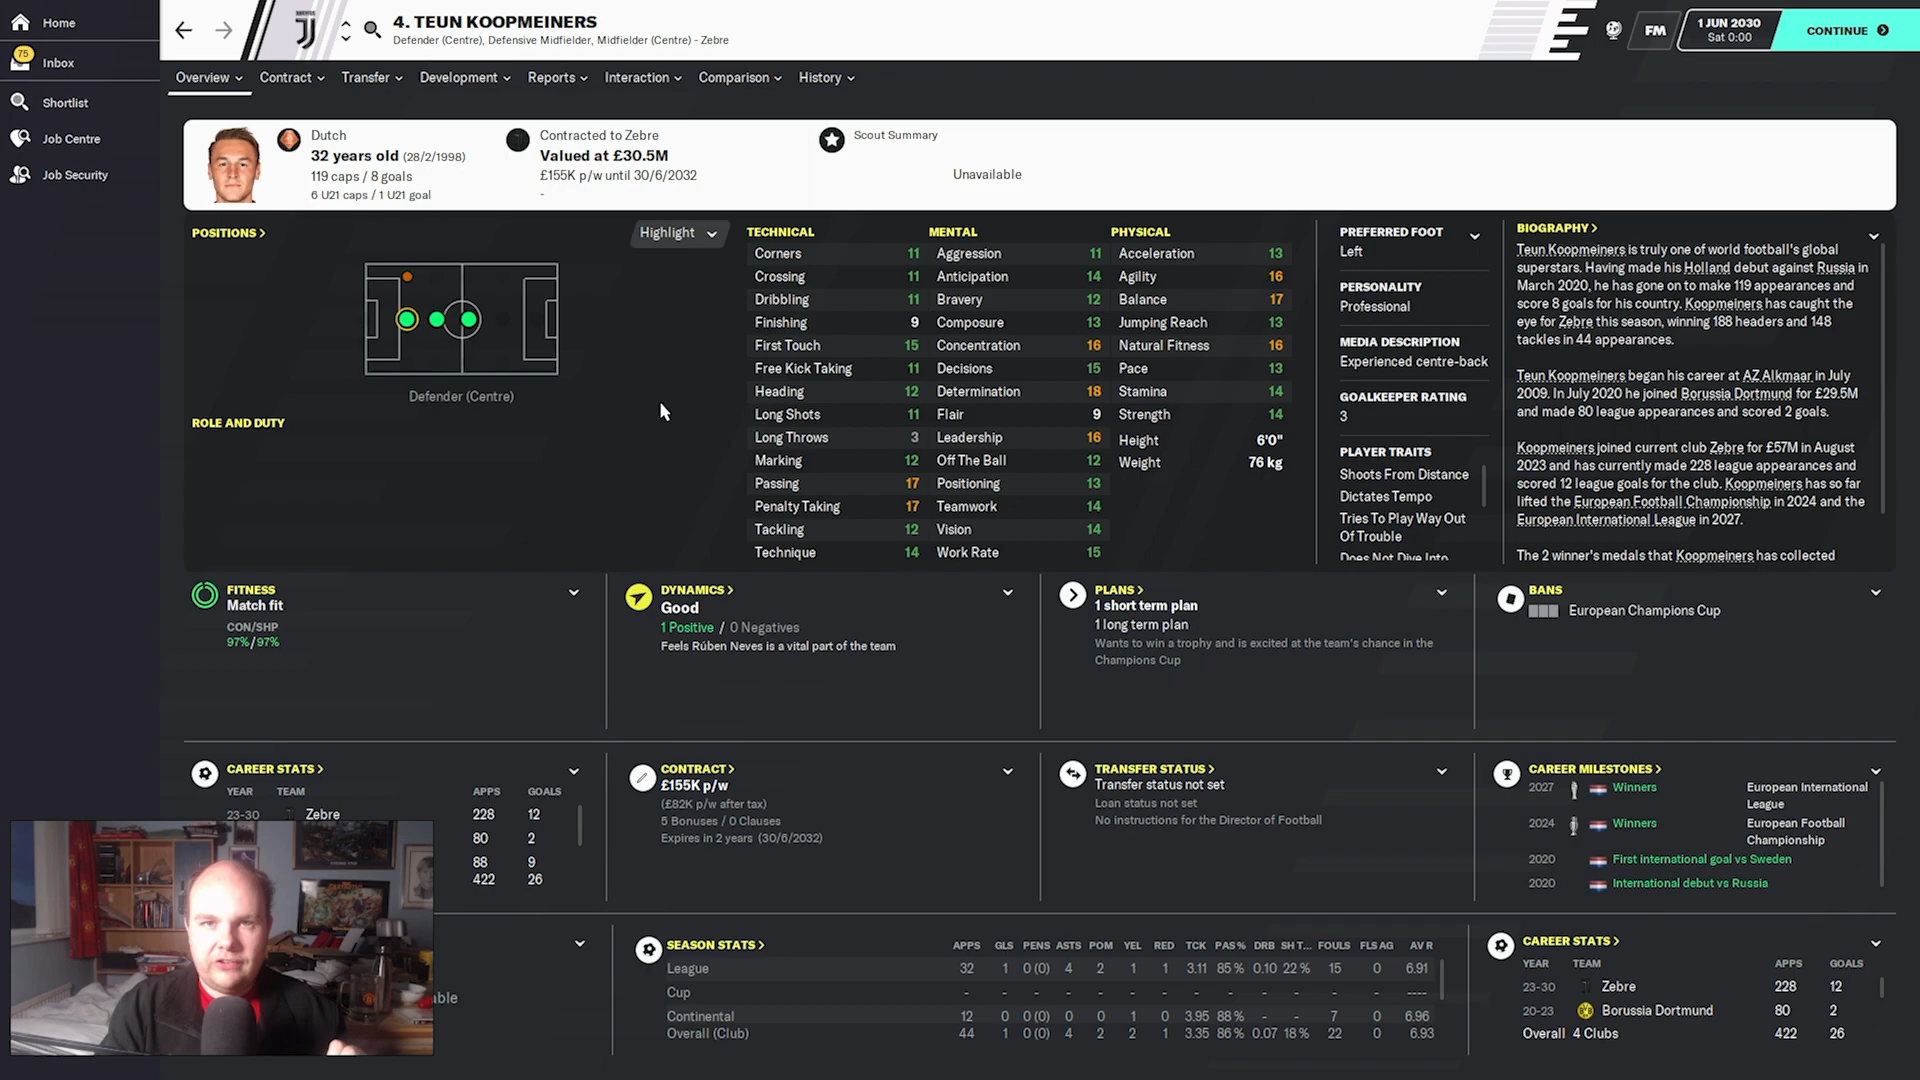 Home
Inbox
75
Shortlist
Job Centre
Job Security
4. TEUN KOOPMEINERS
Defender (Centre), Defensive Midfielder, Midfielder (Centre) - Zebre
FM
1 JUN 2030
Sat 0:00
CONTINUE
Overview
Contract
Transfer
Development
Reports
Interaction
Comparison
History
Dutch
32 years old (28/2/1998)
119 caps / 8 goals
6 U21 caps / 1 U21 goal
Contracted to Zebre
Valued at £30.5M
£155K p/w until 30/6/2032
-
Scout Summary
Unavailable
POSITIONS >
Highlight
Defender (Centre)
ROLE AND DUTY
TECHNICAL
Corners 11
Crossing 11
Dribbling 11
Finishing 9
First Touch 15
Free Kick Taking 11
Heading 12
Long Shots 11
Long Throws 3
Marking 12
Passing 17
Penalty Taking 17
Tackling 12
Technique 14
MENTAL
Aggression 11
Anticipation 14
Bravery 12
Composure 13
Concentration 16
Decisions 15
Determination 18
Flair 9
Leadership 16
Off The Ball 12
Positioning 13
Teamwork 14
Vision 14
Work Rate 15
PHYSICAL
Acceleration 13
Agility 16
Balance 17
Jumping Reach 13
Natural Fitness 16
Pace 13
Stamina 14
Strength 14
Height 6'0"
Weight 76 kg
PREFERRED FOOT
Left
PERSONALITY
Professional
MEDIA DESCRIPTION
Experienced centre-back
GOALKEEPER RATING
3
PLAYER TRAITS
Shoots From Distance
Dictates Tempo
Tries To Play Way Out
Of Trouble
Does Not Dive Into
BIOGRAPHY >
Teun Koopmeiners is truly one of world football's global
superstars. Having made his Holland debut against Russia in
March 2020, he has gone on to make 119 appearances and
score 8 goals for his country. Koopmeiners has caught the
eye for Zebre this season, winning 188 headers and 148
tackles in 44 appearances.
Teun Koopmeiners began his career at AZ Alkmaar in July
2009. In July 2020 he joined Borussia Dortmund for £29.5M
and made 80 league appearances and scored 2 goals.
Koopmeiners joined current club Zebre for £57M in August
2023 and has currently made 228 league appearances and
scored 12 league goals for the club. Koopmeiners has so far
lifted the European Football Championship in 2024 and the
European International League in 2027.
The 2 winner's medals that Koopmeiners has collected
FITNESS
Match fit
CON/SHP
97%/97%
DYNAMICS >
Good
1 Positive / 0 Negatives
Feels Rúben Neves is a vital part of the team
PLANS >
1 short term plan
1 long term plan
Wants to win a trophy and is excited at the team's chance in the
Champions Cup
BANS
European Champions Cup
CAREER STATS >
YEAR TEAM APPS GOALS
23-30 Zebre 228 12
80 2
88 9
422 26
CONTRACT >
£155K p/w
(£82K p/w after tax)
5 Bonuses / 0 Clauses
Expires in 2 years (30/6/2032)
TRANSFER STATUS >
Transfer status not set
Loan status not set
No instructions for the Director of Football
CAREER MILESTONES >
2027 Winners European International
League
2024 Winners European Football
Championship
2020 First international goal vs Sweden
2020 International debut vs Russia
able
SEASON STATS >
APPS GLS PENS ASTS POM YEL RED TCK PAS % DRB SH T... FOULS FLS AG AV R
League 32 1 0 (0) 4 2 1 1 3.11 85 % 0.10 22 % 15 0 6.91
Cup - - - - - - - - - - - - - ----
Continental 12 0 0 (0) 0 0 1 0 3.95 88 % - - 7 0 6.96
Overall (Club) 44 1 0 (0) 4 2 2 1 3.35 86 % 0.07 18 % 22 0 6.93
CAREER STATS >
YEAR TEAM APPS GOALS
23-30 Zebre 228 12
20-23 Borussia Dortmund 80 2
Overall 4 Clubs 422 26